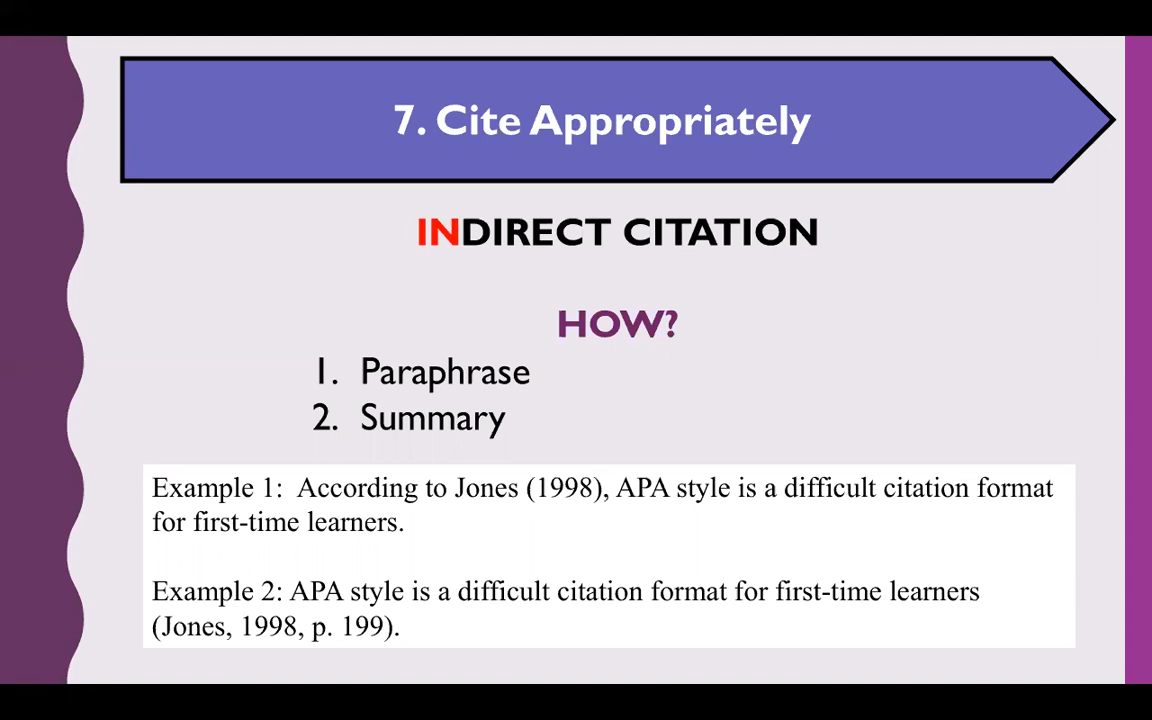 7. Cite Appropriately
INDIRECT CITATION
HOW?
1. Paraphrase
2. Summary
Example 1:  According to Jones (1998), APA style is a difficult citation format
for first-time learners.
Example 2: APA style is a difficult citation format for first-time learners
(Jones, 1998, p. 199).